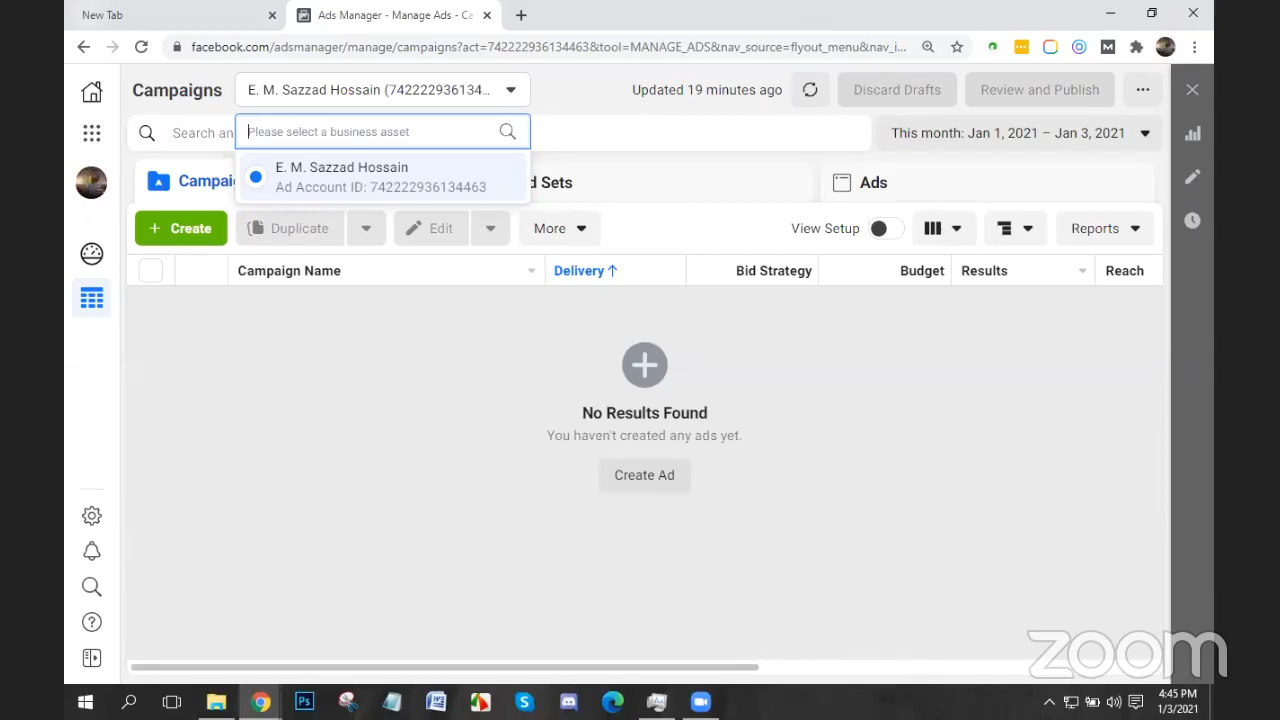 New Tab
Ads Manager - Manage Ads - Ca
facebook.com/adsmanager/manage/campaigns?act=742222936134463&tool=MANAGE_ADS&nav_source=flyout_menu&nav_i...
Campaigns
E. M. Sazzad Hossain (742222936134...
Updated 19 minutes ago
Discard Drafts
Review and Publish
Search an
Please select a business asset
This month: Jan 1, 2021 – Jan 3, 2021
E. M. Sazzad Hossain
Ad Account ID: 742222936134463
Campai
d Sets
Ads
+ Create
Duplicate
Edit
More
View Setup
Reports
Campaign Name
Delivery ↑
Bid Strategy
Budget
Results
Reach
No Results Found
You haven't created any ads yet.
Create Ad
zoom
4:45 PM
1/3/2021